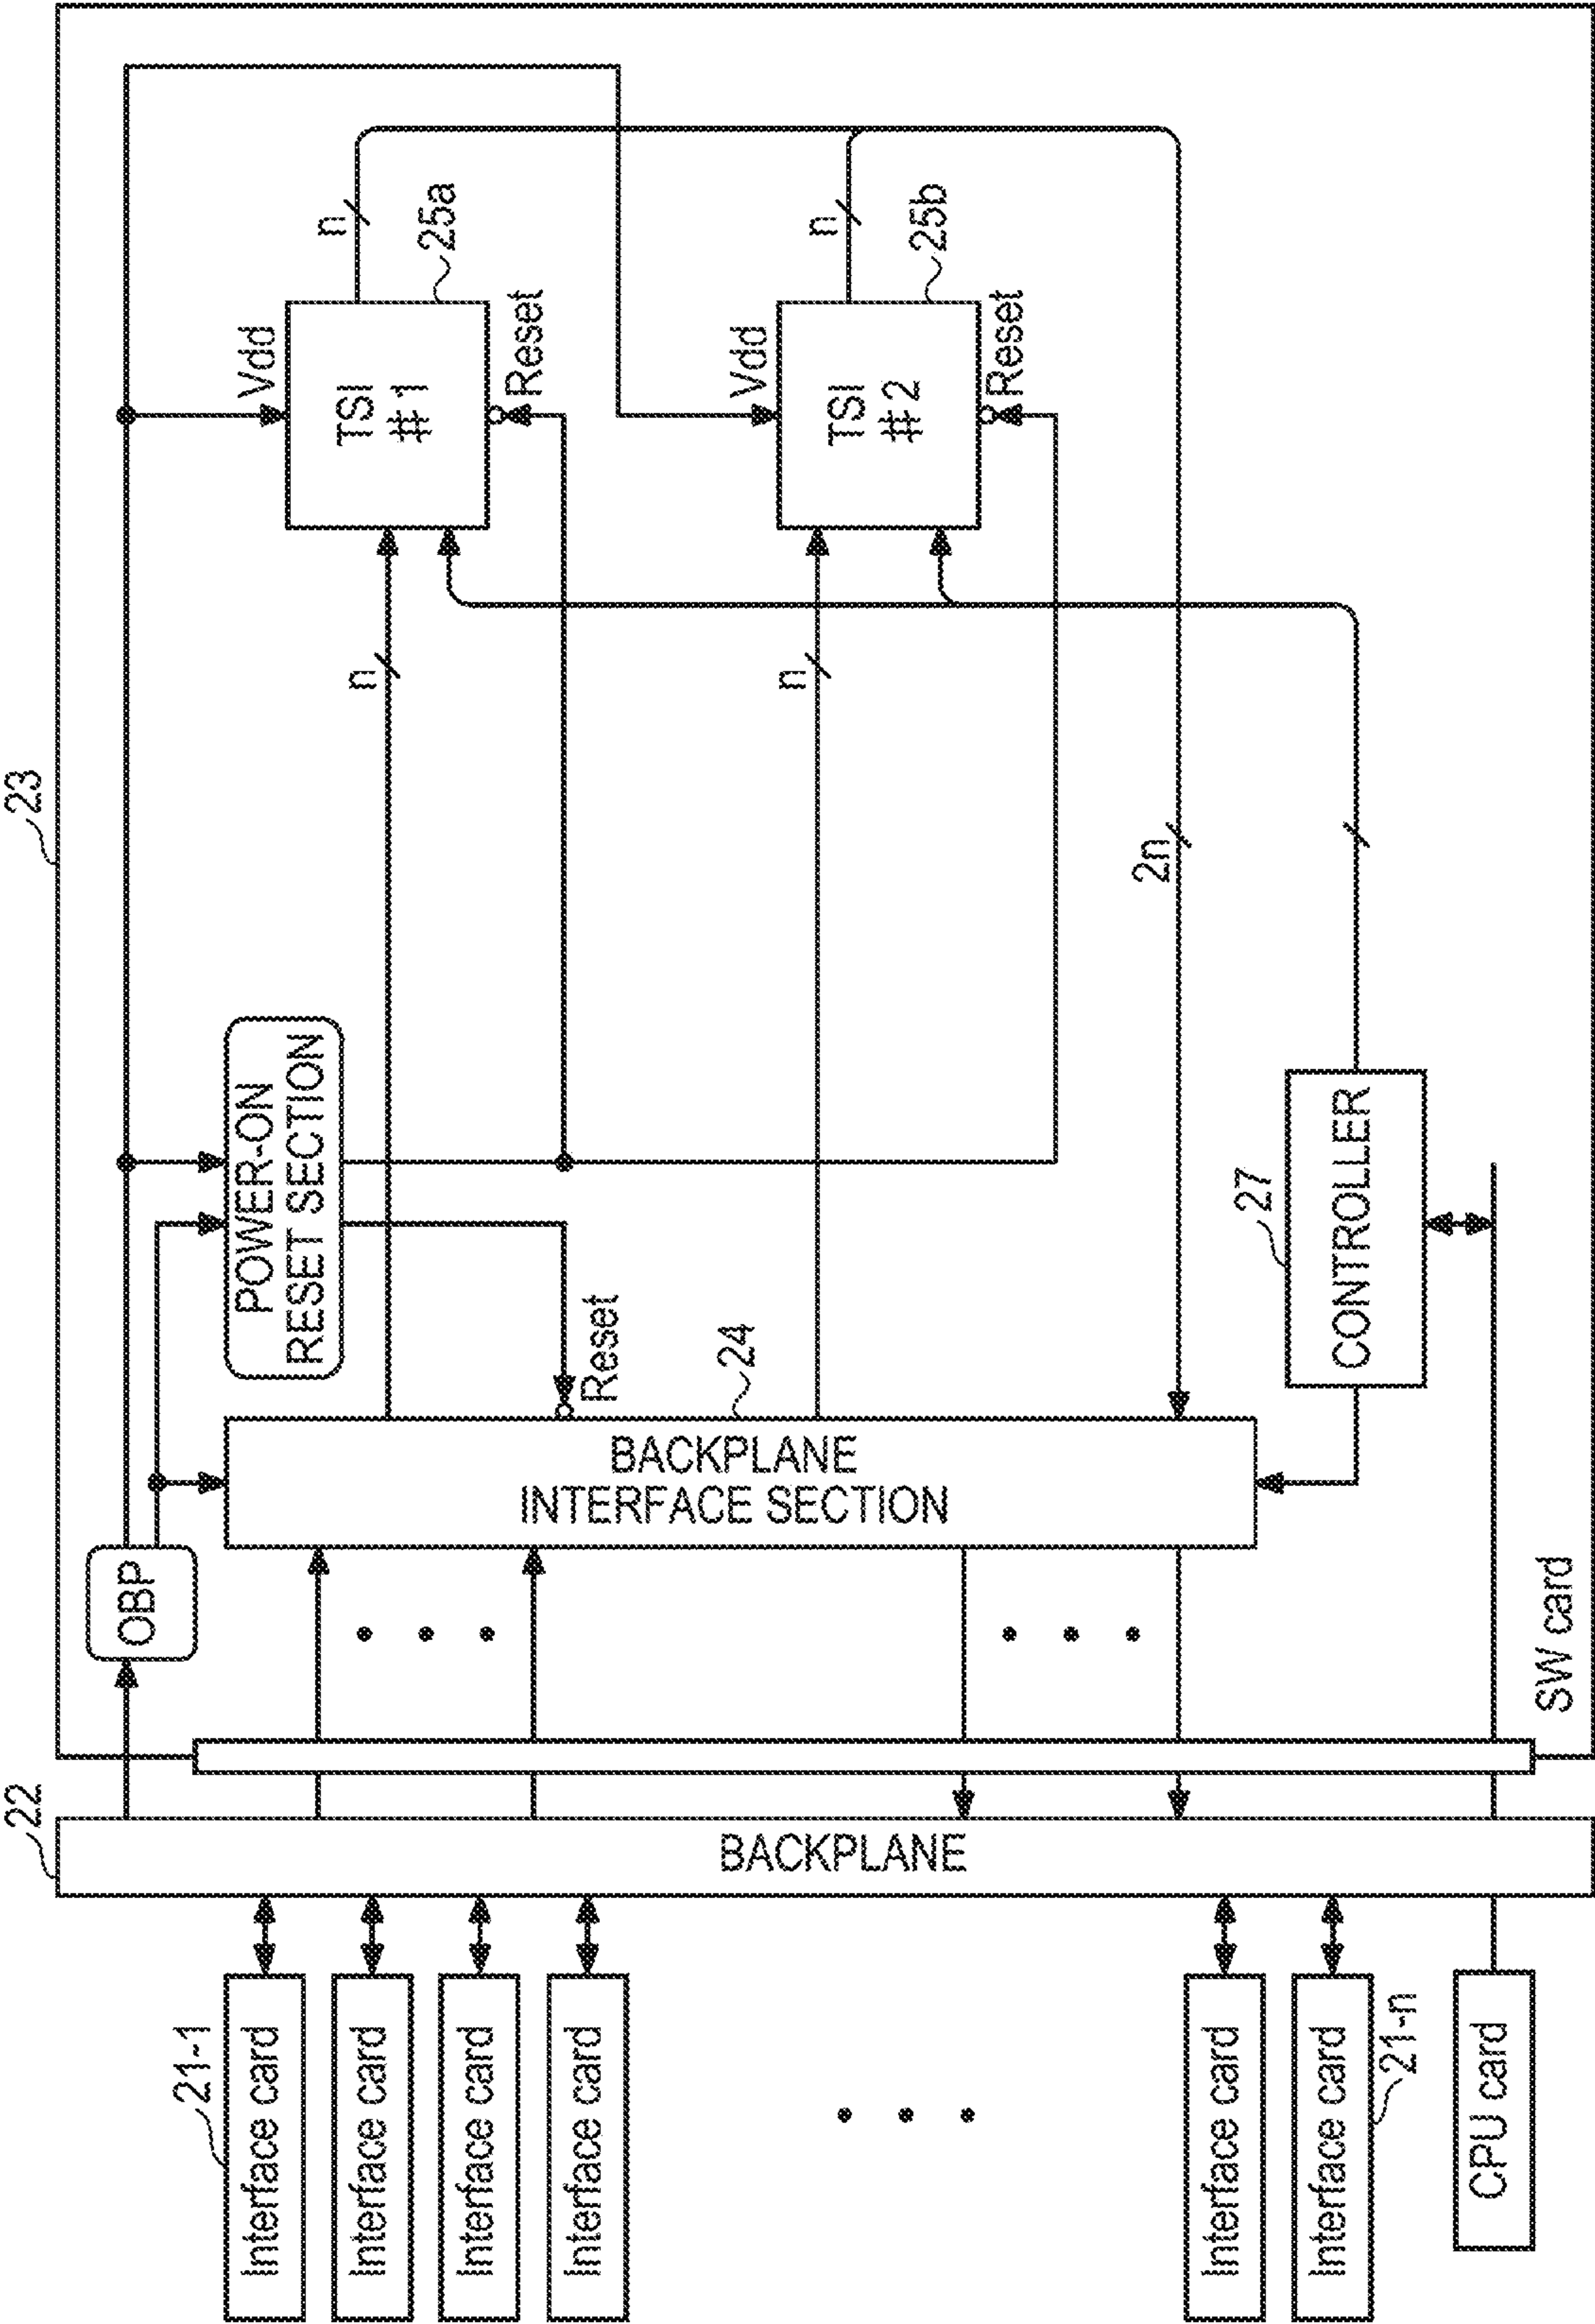 23
22
OBP
POWER-ON
RESET SECTION
Vdd
TSI
#1
Reset
25a
n
n
21-1
Interface card
Interface card
Interface card
Interface card
Interface card
Interface card
21-n
CPU card
BACKPLANE
BACKPLANE
INTERFACE SECTION
24
Reset
n
Vdd
TSI
#2
Reset
25b
n
2n
27
CONTROLLER
SW card